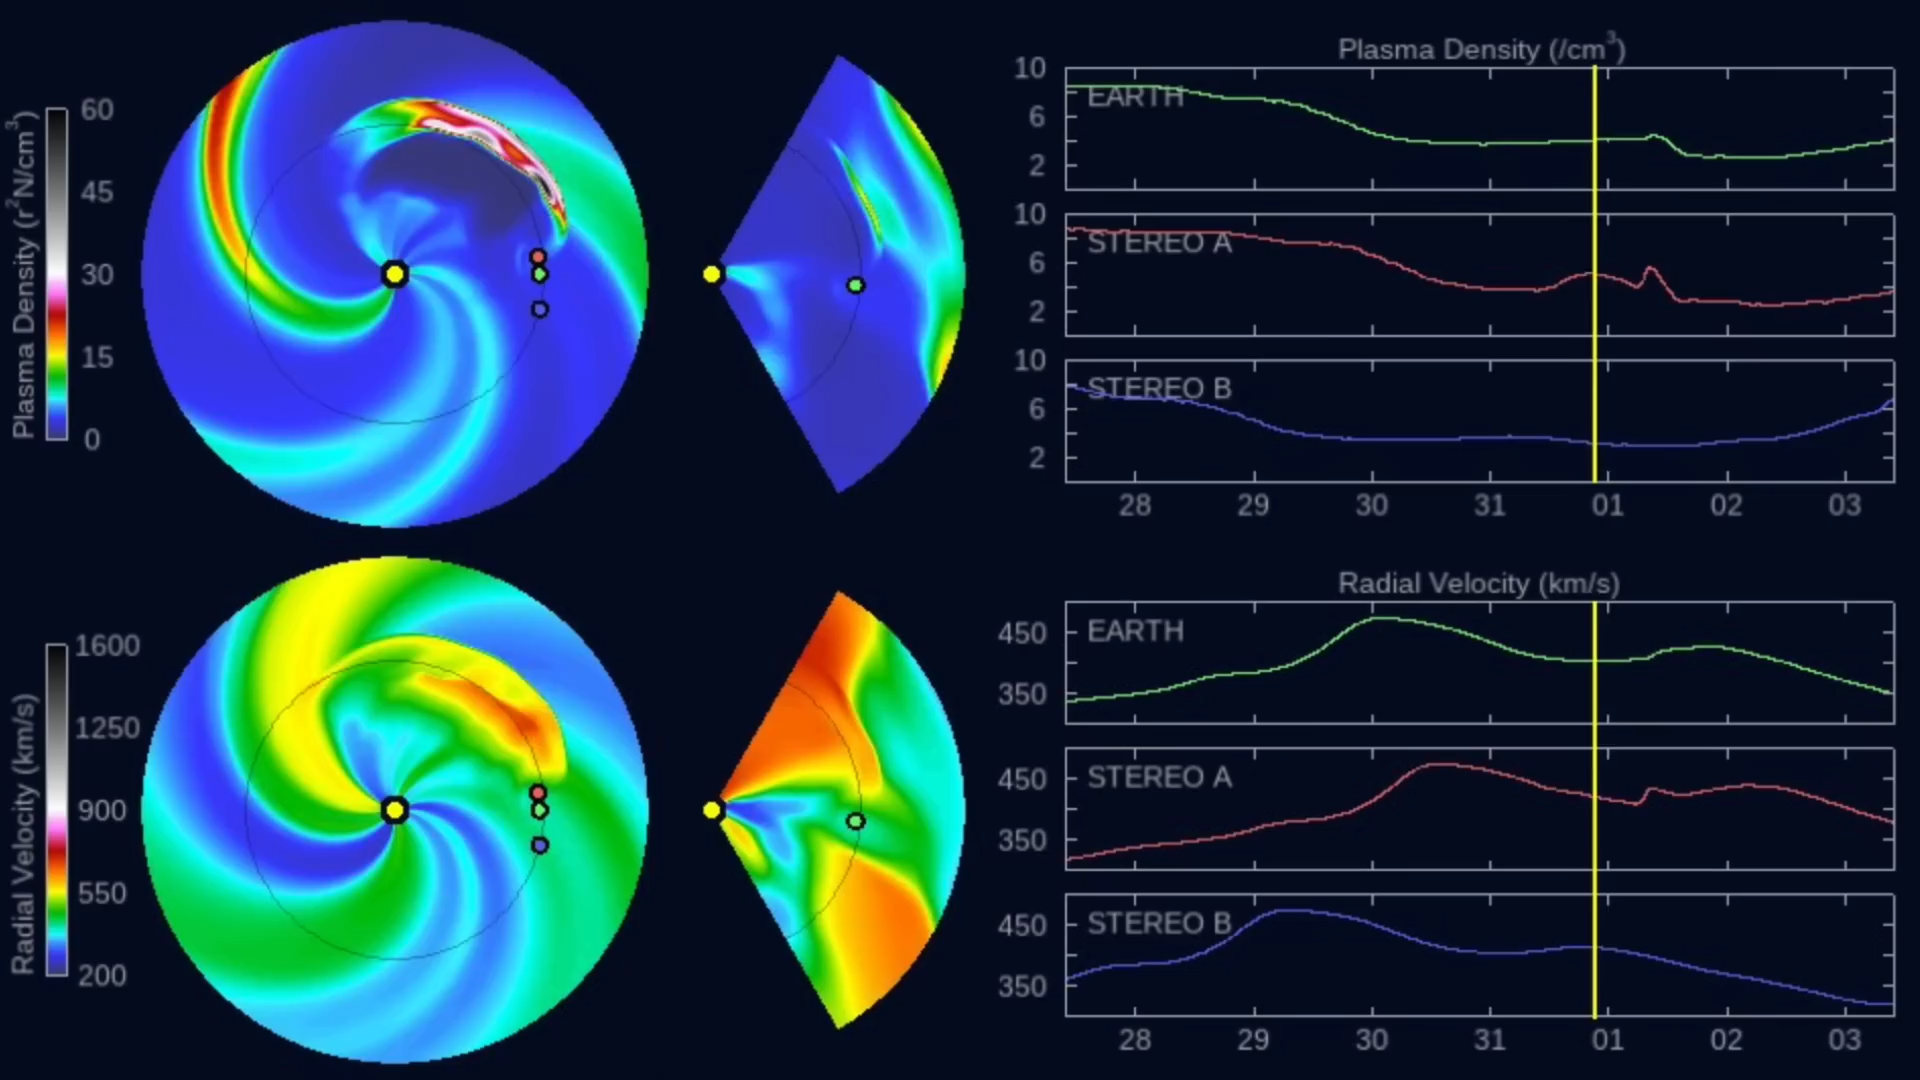 Plasma Density (r²N/cm³)
60
45
30
15
0
Plasma Density (/cm³)
10
6
2
EARTH
10
6
2
STEREO A
10
6
2
STEREO B
28 29 30 31 01 02 03
Radial Velocity (km/s)
1600
1250
900
550
200
Radial Velocity (km/s)
450
350
EARTH
450
350
STEREO A
450
350
STEREO B
28 29 30 31 01 02 03